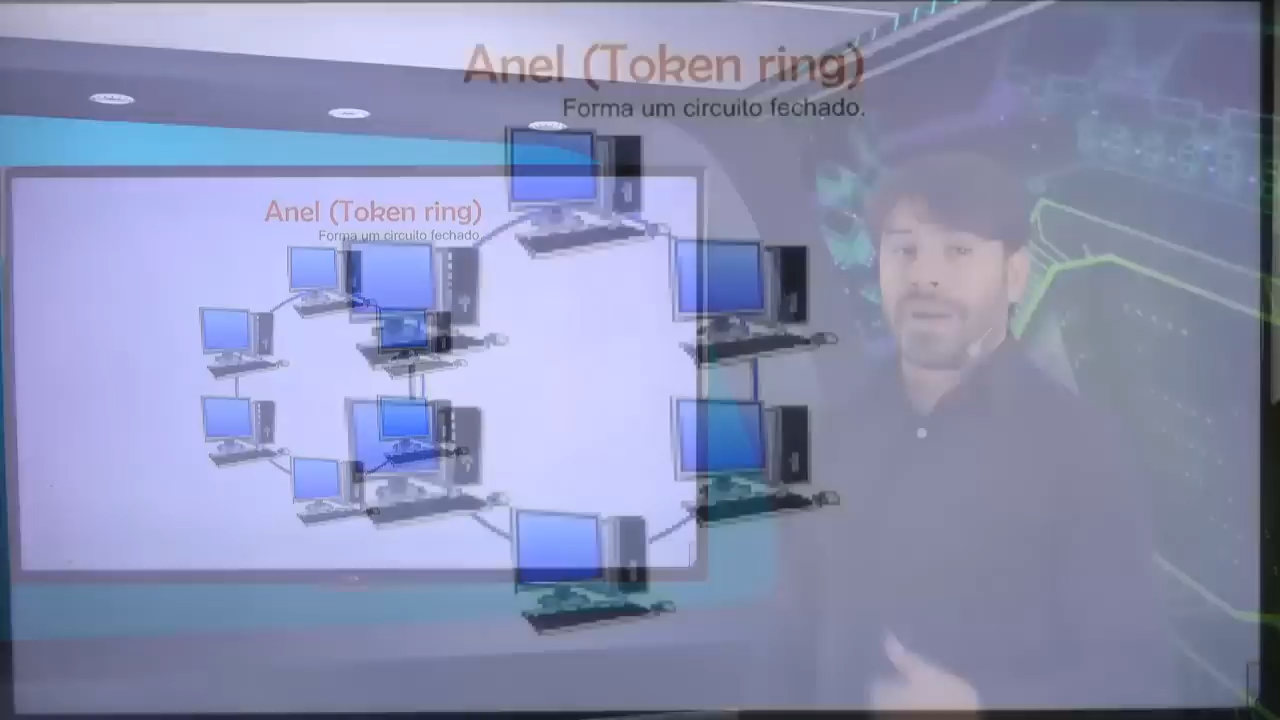 Anel (Token ring)
Forma um circuito fechado.
Anel (Token ring)
Forma um circuito fechado.